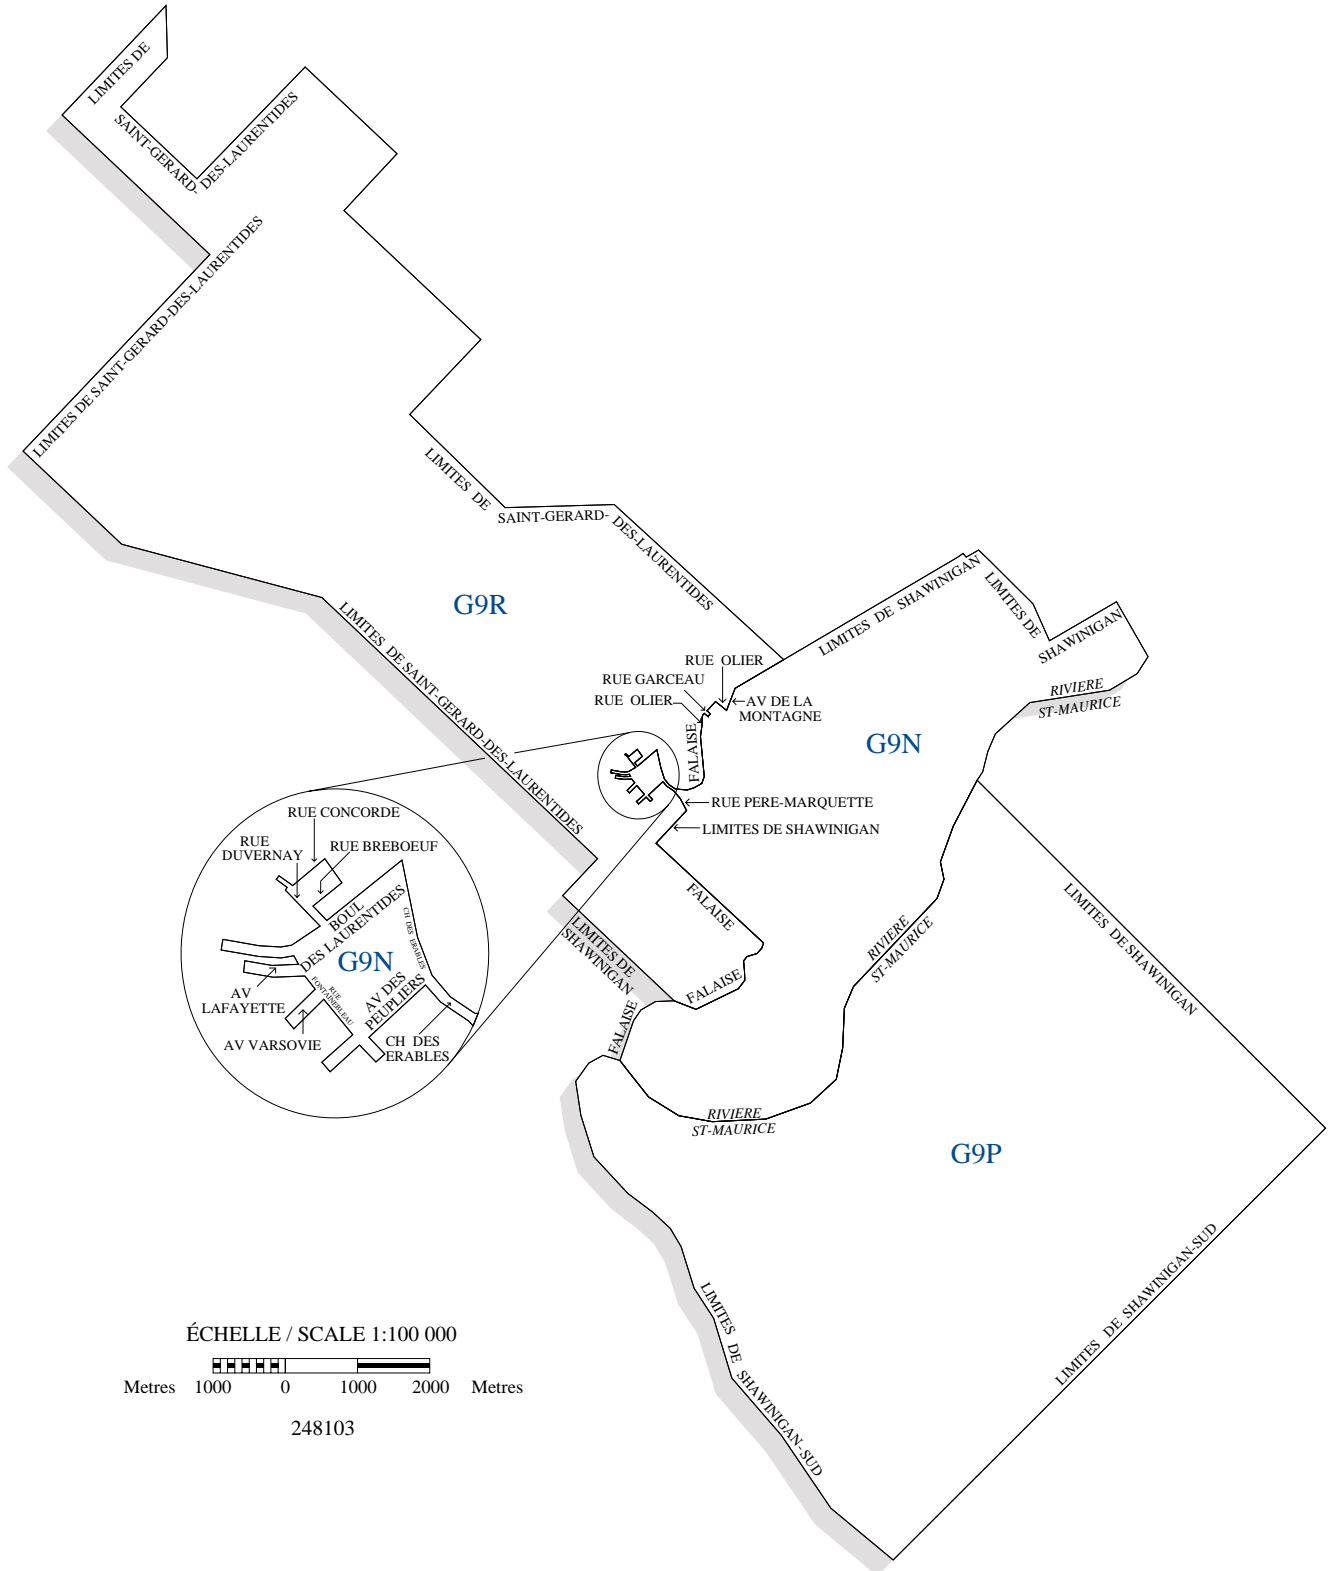 LIMITES DE
SAINT-GERARD-
DES-LAURENTIDES
LIMITES DE SAINT-GERARD-DES-LAURENTIDES
LIMITES DE
SAINT-GERARD-
DES-LAURENTIDES
G9R
LIMITES DE SAINT-GERARD-DES-LAURENTIDES
LIMITES DE SHAWINIGAN
LIMITES DE
SHAWINIGAN
RIVIERE
ST-MAURICE
RUE OLIER
RUE GARCEAU
RUE OLIER
AV DE LA
MONTAGNE
FALAISE
G9N
RUE PERE-MARQUETTE
LIMITES DE SHAWINIGAN
FALAISE
FALAISE
LIMITES DE
SHAWINIGAN
FALAISE
RIVIERE
ST-MAURICE
LIMITES DE SHAWINIGAN
RUE CONCORDE
RUE
DUVERNAY
RUE BREBOEUF
BOUL
DES LAURENTIDES
CH DES ERABLES
G9N
AV
LAFAYETTE
RUE
FONTAINEBLEAU
AV DES
PEUPLIERS
AV VARSOVIE
CH DES
ERABLES
RIVIERE
ST-MAURICE
G9P
LIMITES DE SHAWINIGAN-SUD
LIMITES DE SHAWINIGAN-SUD
ÉCHELLE / SCALE 1:100 000
Metres 1000 0 1000 2000 Metres
248103